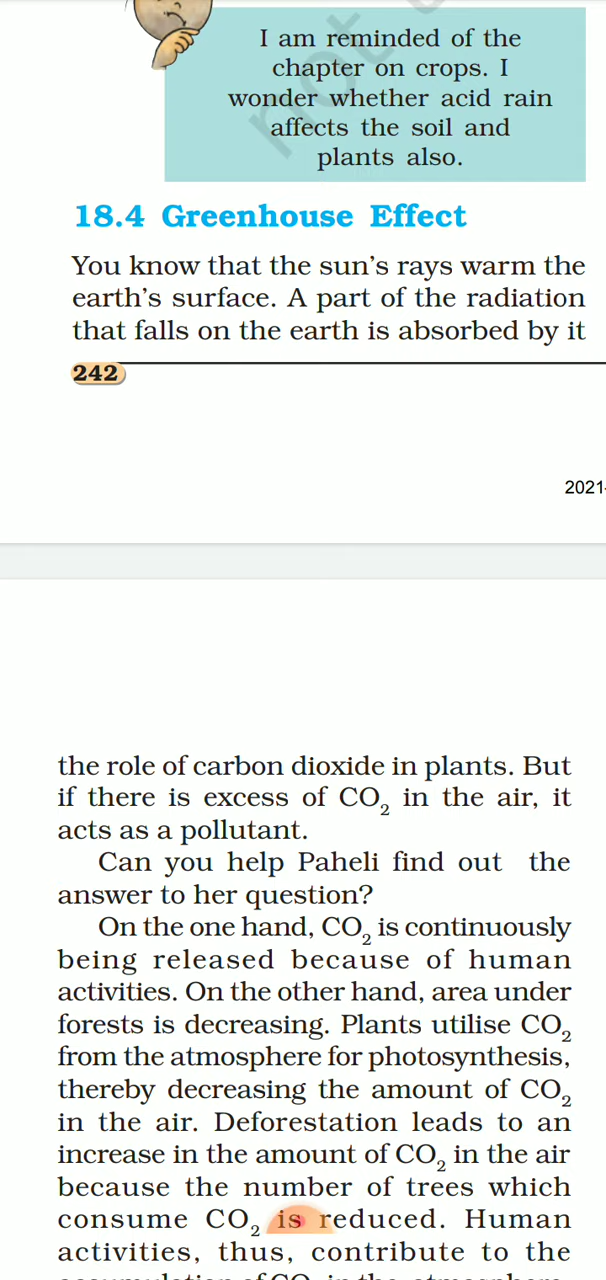 I am reminded of the
chapter on crops. I
wonder whether acid rain
affects the soil and
plants also.
not
18.4 Greenhouse Effect
You know that the sun's rays warm the
earth's surface. A part of the radiation
that falls on the earth is absorbed by it
242
2021-
the role of carbon dioxide in plants. But
if there is excess of CO₂ in the air, it
acts as a pollutant.
Can you help Paheli find out the
answer to her question?
On the one hand, CO₂ is continuously
being released because of human
activities. On the other hand, area under
forests is decreasing. Plants utilise CO₂
from the atmosphere for photosynthesis,
thereby decreasing the amount of CO₂
in the air. Deforestation leads to an
increase in the amount of CO₂ in the air
because the number of trees which
consume CO₂ is reduced. Human
activities, thus, contribute to the